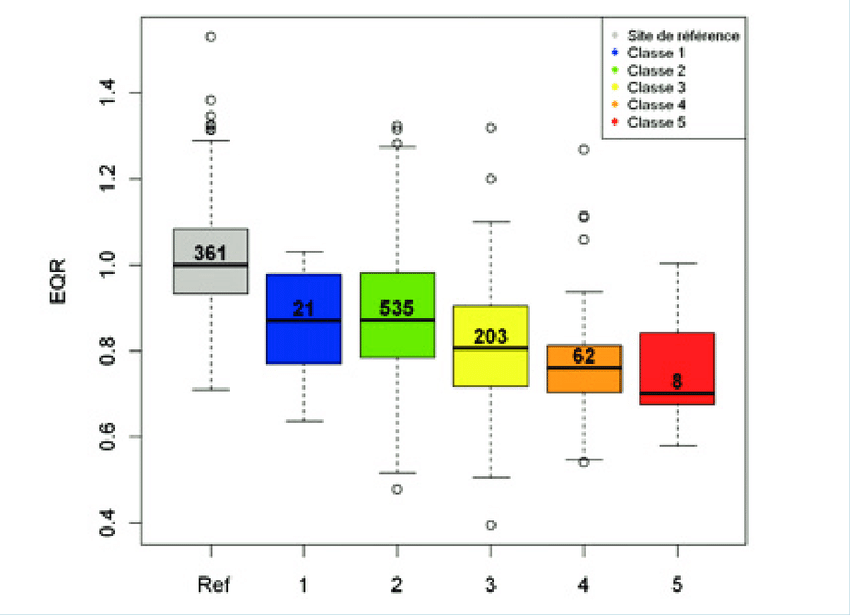 Site de référence
Classe 1
Classe 2
Classe 3
Classe 4
Classe 5
EQR
1.4
1.2
1.0
0.8
0.6
0.4
361
21
535
203
62
8
Ref 1 2 3 4 5